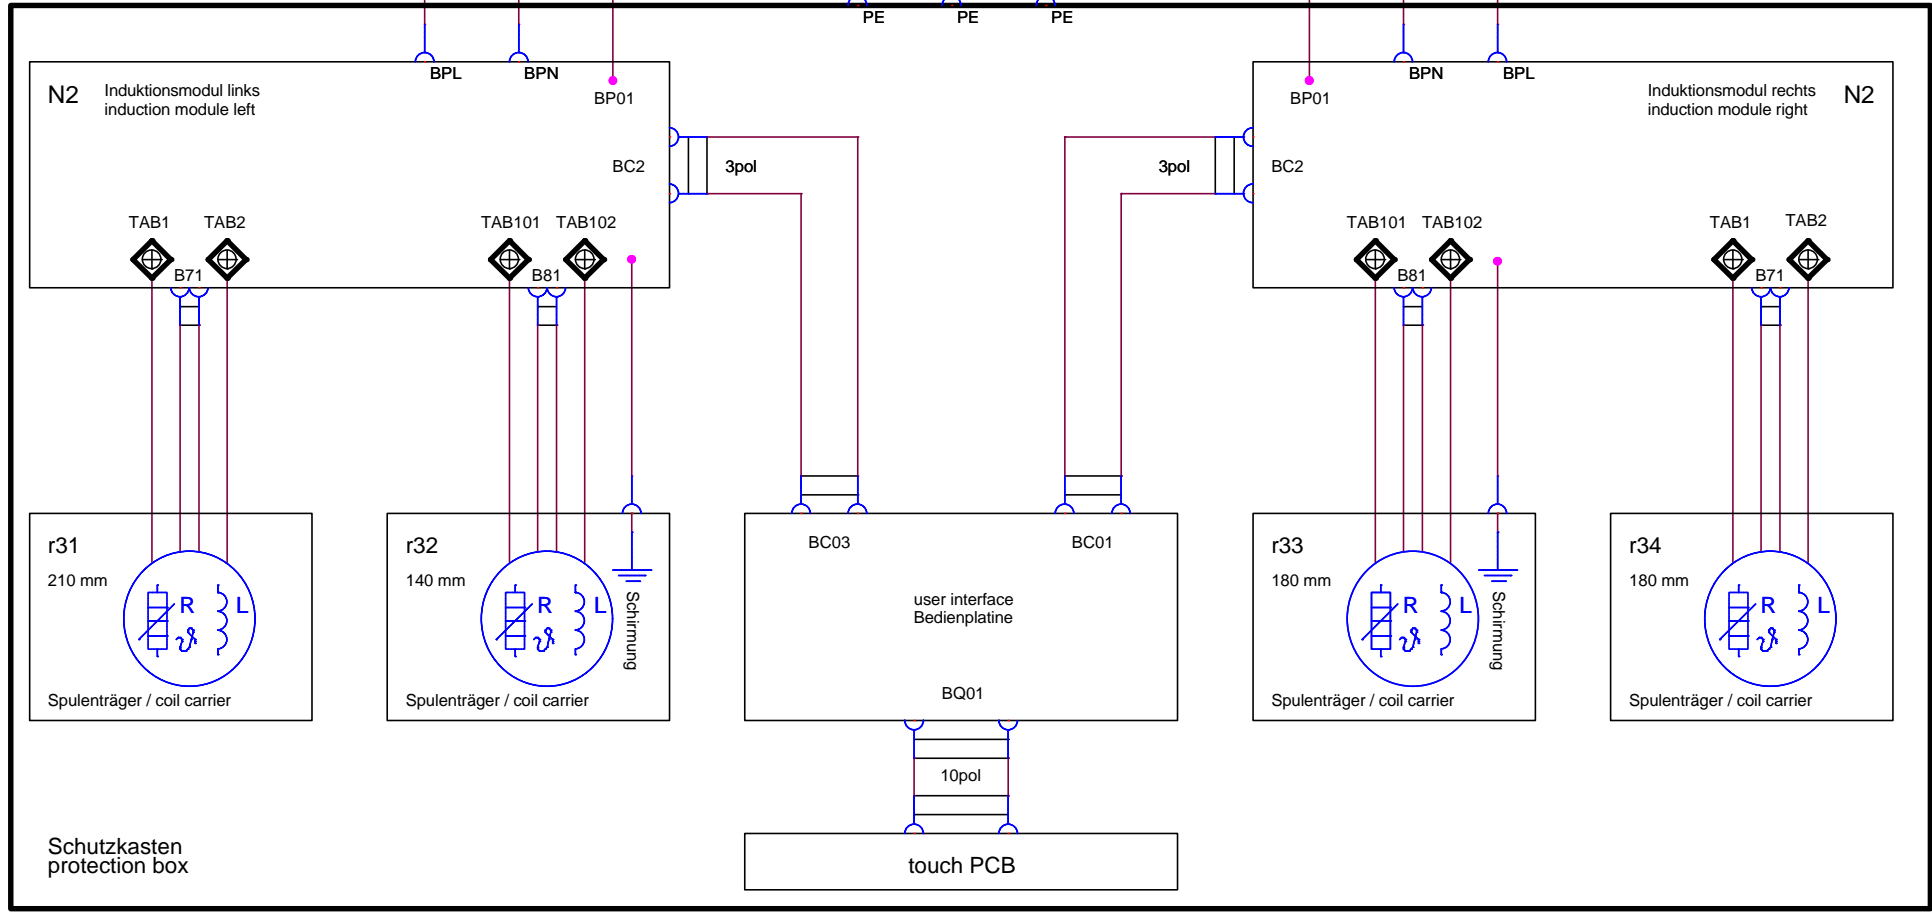 PE
PE
PE
BPL
BPN
BPN
BPL
N2
Induktionsmodul links
induction module left
BP01
BP01
Induktionsmodul rechts
induction module right
N2
BC2
3pol
3pol
BC2
TAB1
TAB2
TAB101
TAB102
TAB101
TAB102
TAB1
TAB2
B71
B81
B81
B71
r31
210 mm
R
L
ϑ
Spulenträger / coil carrier
r32
140 mm
R
L
ϑ
Schirmung
Spulenträger / coil carrier
BC03
BC01
user interface
Bedienplatine
BQ01
r33
180 mm
R
L
ϑ
Schirmung
Spulenträger / coil carrier
r34
180 mm
R
L
ϑ
Spulenträger / coil carrier
10pol
Schutzkasten
protection box
touch PCB